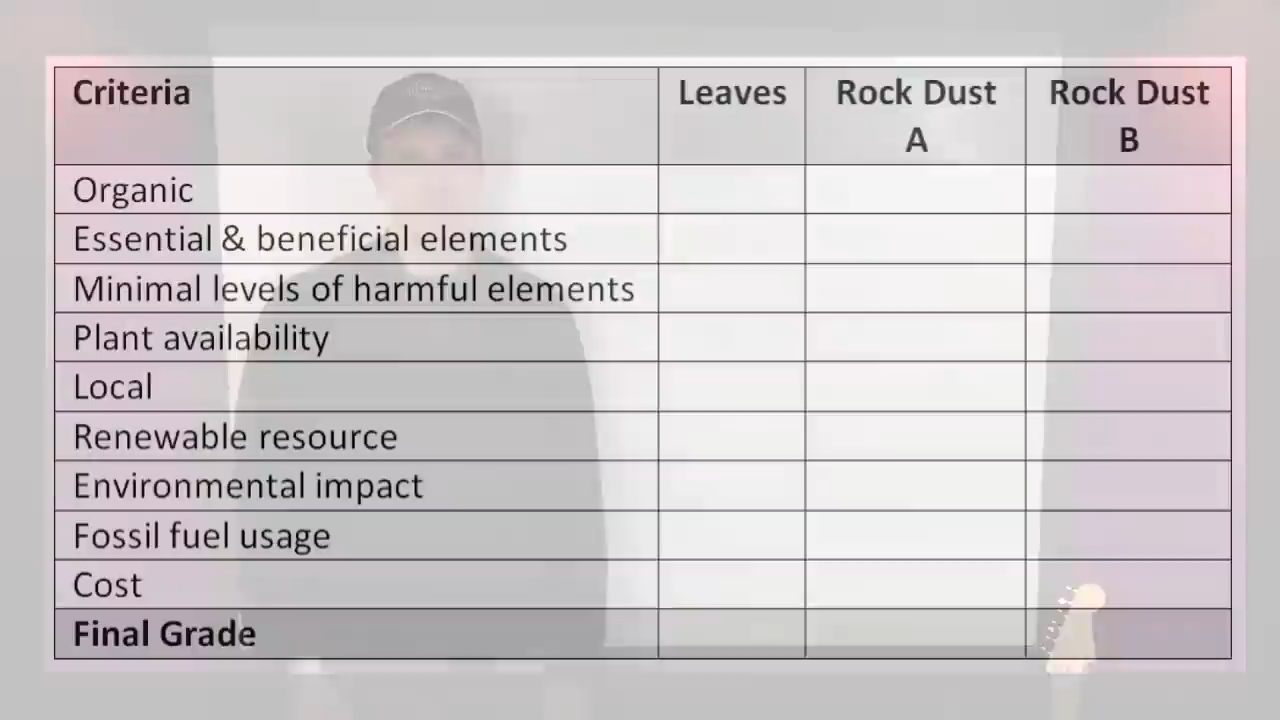 Criteria Leaves Rock Dust A Rock Dust B
Organic
Essential & beneficial elements
Minimal levels of harmful elements
Plant availability
Local
Renewable resource
Environmental impact
Fossil fuel usage
Cost
Final Grade